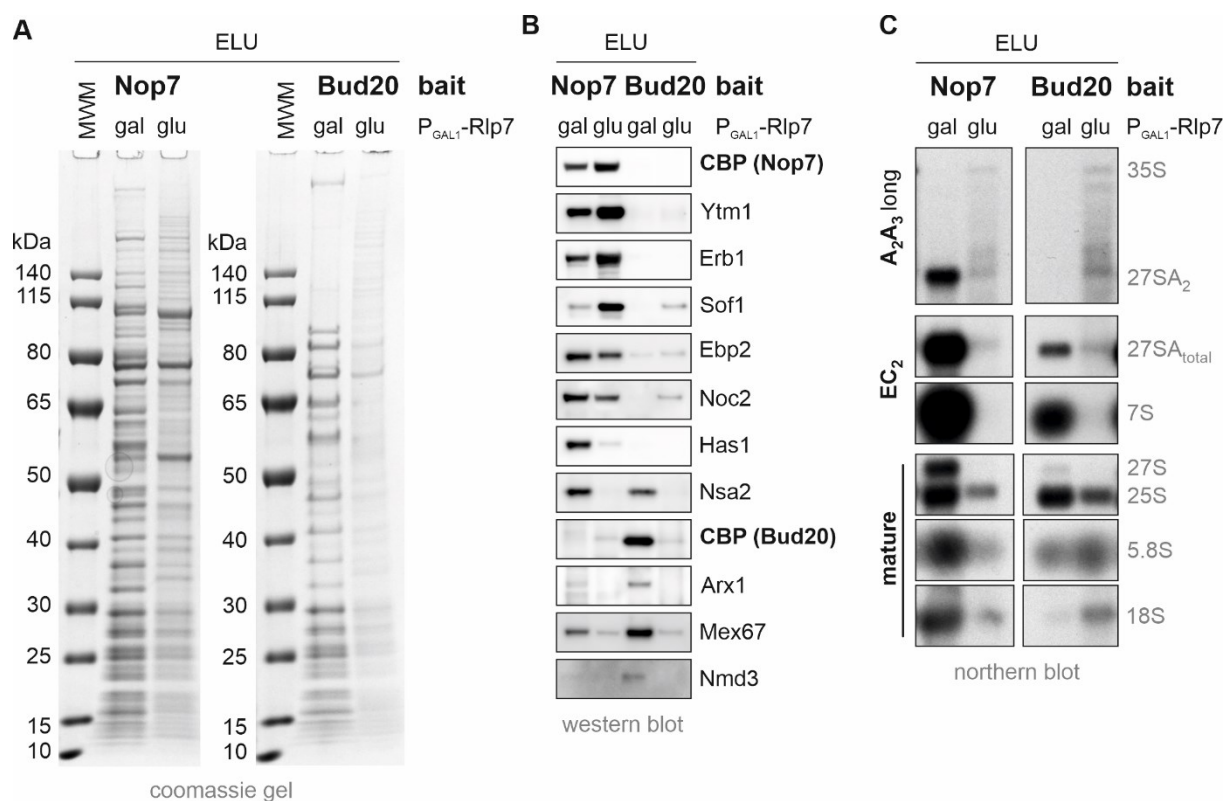 A
ELU
MWM
Nop7
MWM
Bud20
bait
gal
glu
gal
glu
P_GAL1-Rlp7
kDa
140
115
80
65
50
40
30
25
15
10
kDa
140
115
80
65
50
40
30
25
15
10
coomassie gel
B
ELU
Nop7 Bud20 bait
gal glu gal glu P_GAL1-Rlp7
CBP (Nop7)
Ytm1
Erb1
Sof1
Ebp2
Noc2
Has1
Nsa2
CBP (Bud20)
Arx1
Mex67
Nmd3
western blot
C
ELU
Nop7 Bud20 bait
gal glu gal glu P_GAL1-Rlp7
A₂A₃ long
35S
27SA₂
EC₂
27SA_total
7S
mature
27S
25S
5.8S
18S
northern blot